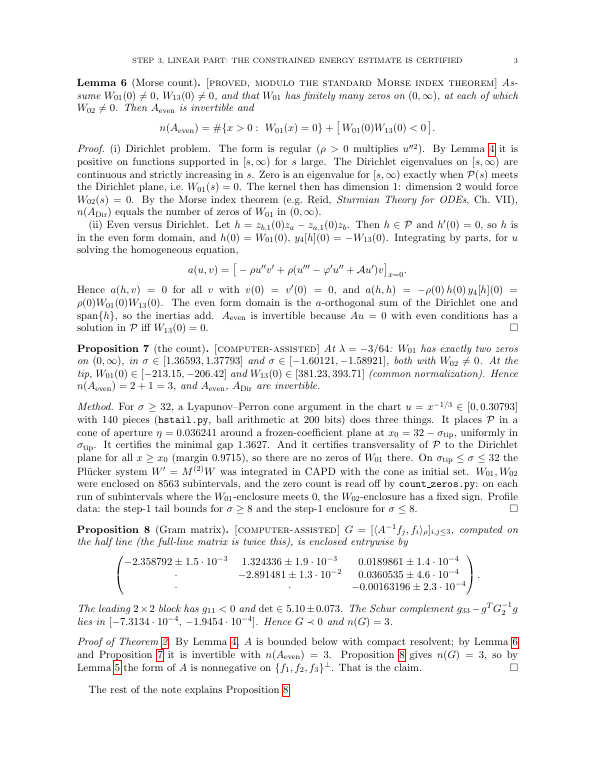 STEP 3, LINEAR PART: THE CONSTRAINED ENERGY ESTIMATE IS CERTIFIED 3
Lemma 6 (Morse count). [PROVED, MODULO THE STANDARD MORSE INDEX THEOREM] As-
sume W₀₁(0) ≠ 0, W₁₃(0) ≠ 0, and that W₀₁ has finitely many zeros on (0, ∞), at each of which
W₀₂ ≠ 0. Then A_even is invertible and
n(A_even) = #{x > 0 : W₀₁(x) = 0} + [W₀₁(0)W₁₃(0) < 0].
Proof. (i) Dirichlet problem. The form is regular (ρ > 0 multiplies u''²). By Lemma 4 it is
positive on functions supported in [s, ∞) for s large. The Dirichlet eigenvalues on [s, ∞) are
continuous and strictly increasing in s. Zero is an eigenvalue for [s, ∞) exactly when P(s) meets
the Dirichlet plane, i.e. W₀₁(s) = 0. The kernel then has dimension 1: dimension 2 would force
W₀₂(s) = 0. By the Morse index theorem (e.g. Reid, Sturmian Theory for ODEs, Ch. VII),
n(A_Dir) equals the number of zeros of W₀₁ in (0, ∞).
(ii) Even versus Dirichlet. Let h = z_{b,1}(0)z_a − z_{a,1}(0)z_b. Then h ∈ P and h′(0) = 0, so h is
in the even form domain, and h(0) = W₀₁(0), y₄[h](0) = −W₁₃(0). Integrating by parts, for u
solving the homogeneous equation,
a(u, v) = [ − ρu''v′ + ρ(u''' − φ′u'' + Au′)v ]_{x=0}.
Hence a(h, v) = 0 for all v with v(0) = v′(0) = 0, and a(h, h) = −ρ(0) h(0) y₄[h](0) =
ρ(0)W₀₁(0)W₁₃(0). The even form domain is the a-orthogonal sum of the Dirichlet one and
span{h}, so the inertias add. A_even is invertible because Au = 0 with even conditions has a
solution in P iff W₁₃(0) = 0. □
Proposition 7 (the count). [COMPUTER-ASSISTED] At λ = −3/64: W₀₁ has exactly two zeros
on (0, ∞), in σ ∈ [1.36593, 1.37793] and σ ∈ [−1.60121, −1.58921], both with W₀₂ ≠ 0. At the
tip, W₀₁(0) ∈ [−213.15, −206.42] and W₁₃(0) ∈ [381.23, 393.71] (common normalization). Hence
n(A_even) = 2 + 1 = 3, and A_even, A_Dir are invertible.
Method. For σ ≥ 32, a Lyapunov–Perron cone argument in the chart u = x^{−1/3} ∈ [0, 0.30793]
with 140 pieces (hstail.py, ball arithmetic at 200 bits) does three things. It places P in a
cone of aperture η = 0.036241 around a frozen-coefficient plane at x₀ = 32 − σ_tip, uniformly in
σ_tip. It certifies the minimal gap 1.3627. And it certifies transversality of P to the Dirichlet
plane for all x ≥ x₀ (margin 0.9715), so there are no zeros of W₀₁ there. On σ_tip ≤ σ ≤ 32 the
Plücker system W′ = M^{(2)}W was integrated in CAPD with the cone as initial set. W₀₁, W₀₂
were enclosed on 8563 subintervals, and the zero count is read off by count_zeros.py: on each
run of subintervals where the W₀₁-enclosure meets 0, the W₀₂-enclosure has a fixed sign. Profile
data: the step-1 tail bounds for σ ≥ 8 and the step-1 enclosure for σ ≤ 8. □
Proposition 8 (Gram matrix). [COMPUTER-ASSISTED] G = [⟨A⁻¹f_j, f_i⟩_ρ]_{i,j≤3}, computed on
the half line (the full-line matrix is twice this), is enclosed entrywise by
−2.358792 ± 1.5 · 10⁻³ 1.324336 ± 1.9 · 10⁻³ 0.0189861 ± 1.4 · 10⁻⁴
· −2.891481 ± 1.3 · 10⁻² 0.0360535 ± 4.6 · 10⁻⁴
· · −0.00163196 ± 2.3 · 10⁻⁴ .
The leading 2×2 block has g₁₁ < 0 and det ∈ 5.10±0.073. The Schur complement g₃₃−gᵀG₂⁻¹g
lies in [−7.3134 · 10⁻⁴, −1.9454 · 10⁻⁴]. Hence G ≺ 0 and n(G) = 3.
Proof of Theorem 2. By Lemma 4, A is bounded below with compact resolvent; by Lemma 6
and Proposition 7 it is invertible with n(A_even) = 3. Proposition 8 gives n(G) = 3, so by
Lemma 5 the form of A is nonnegative on {f₁, f₂, f₃}^⊥. That is the claim. □
The rest of the note explains Proposition 8.